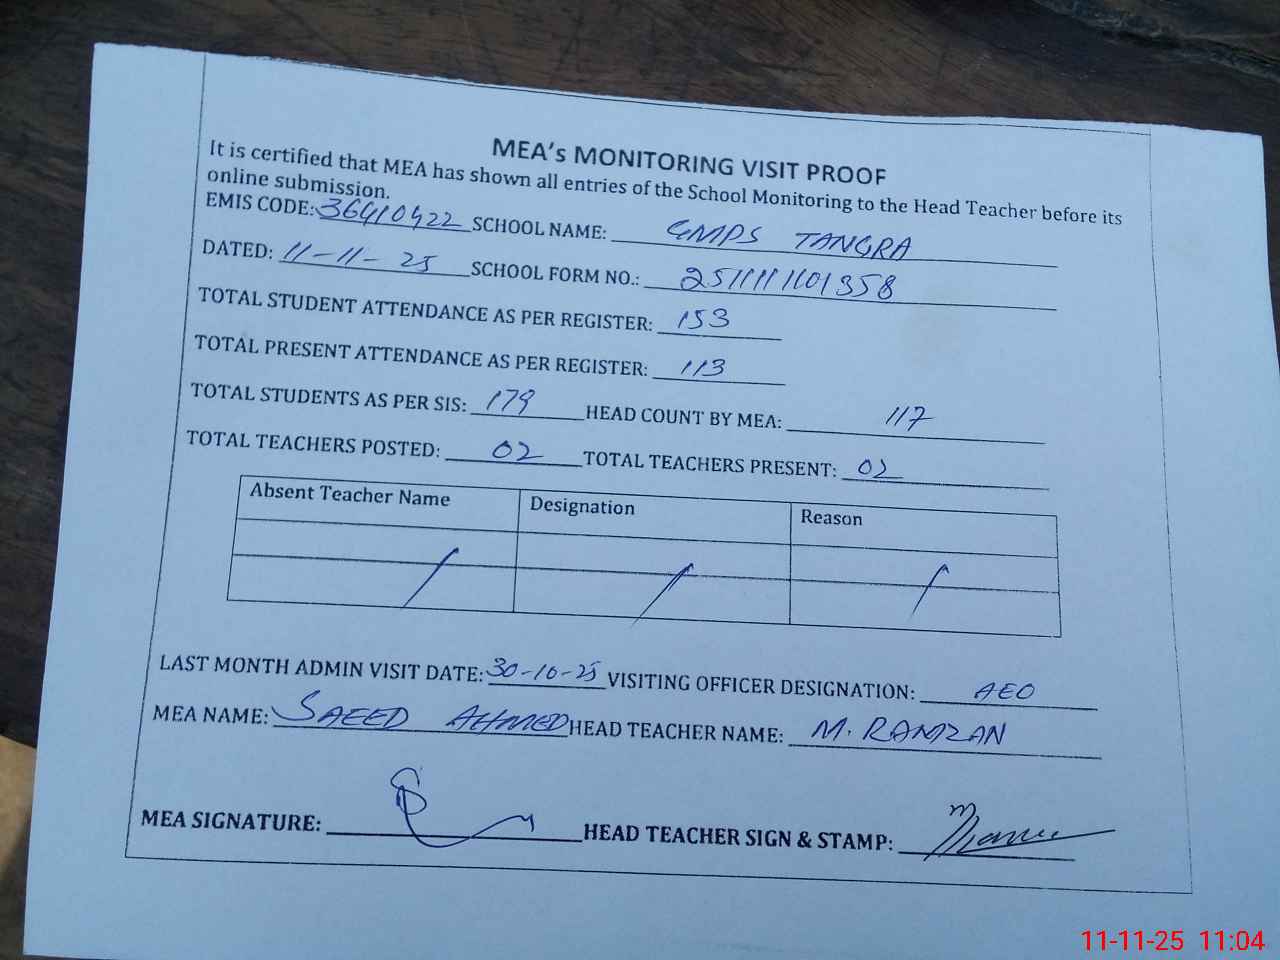 MEA's MONITORING VISIT PROOF
It is certified that MEA has shown all entries of the School Monitoring to the Head Teacher before its
online submission.
EMIS CODE: 36410422 SCHOOL NAME: GMPS TANGRA
DATED: 11-11-25 SCHOOL FORM NO.: 251111101358
TOTAL STUDENT ATTENDANCE AS PER REGISTER: 153
TOTAL PRESENT ATTENDANCE AS PER REGISTER: 113
TOTAL STUDENTS AS PER SIS: 179 HEAD COUNT BY MEA: 117
TOTAL TEACHERS POSTED: 02 TOTAL TEACHERS PRESENT: 02
Absent Teacher Name Designation Reason
LAST MONTH ADMIN VISIT DATE: 30-10-25 VISITING OFFICER DESIGNATION: AEO
MEA NAME: SAEED AHMED HEAD TEACHER NAME: M. RAMZAN
MEA SIGNATURE: HEAD TEACHER SIGN & STAMP:
11-11-25 11:04